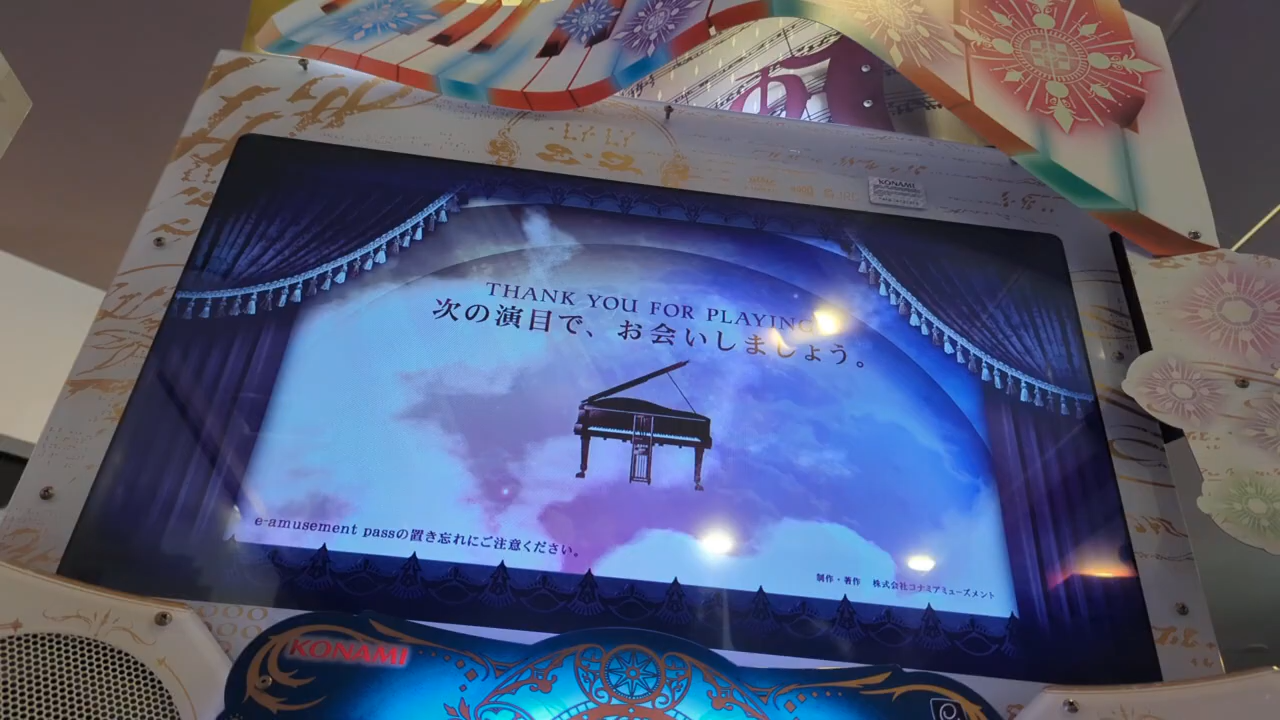 KONAMI
THANK YOU FOR PLAYING
次の演目で、お会いしましょう。
e-amusement passの置き忘れにご注意ください。
制作・著作 株式会社コナミアミューズメント
KONAMI